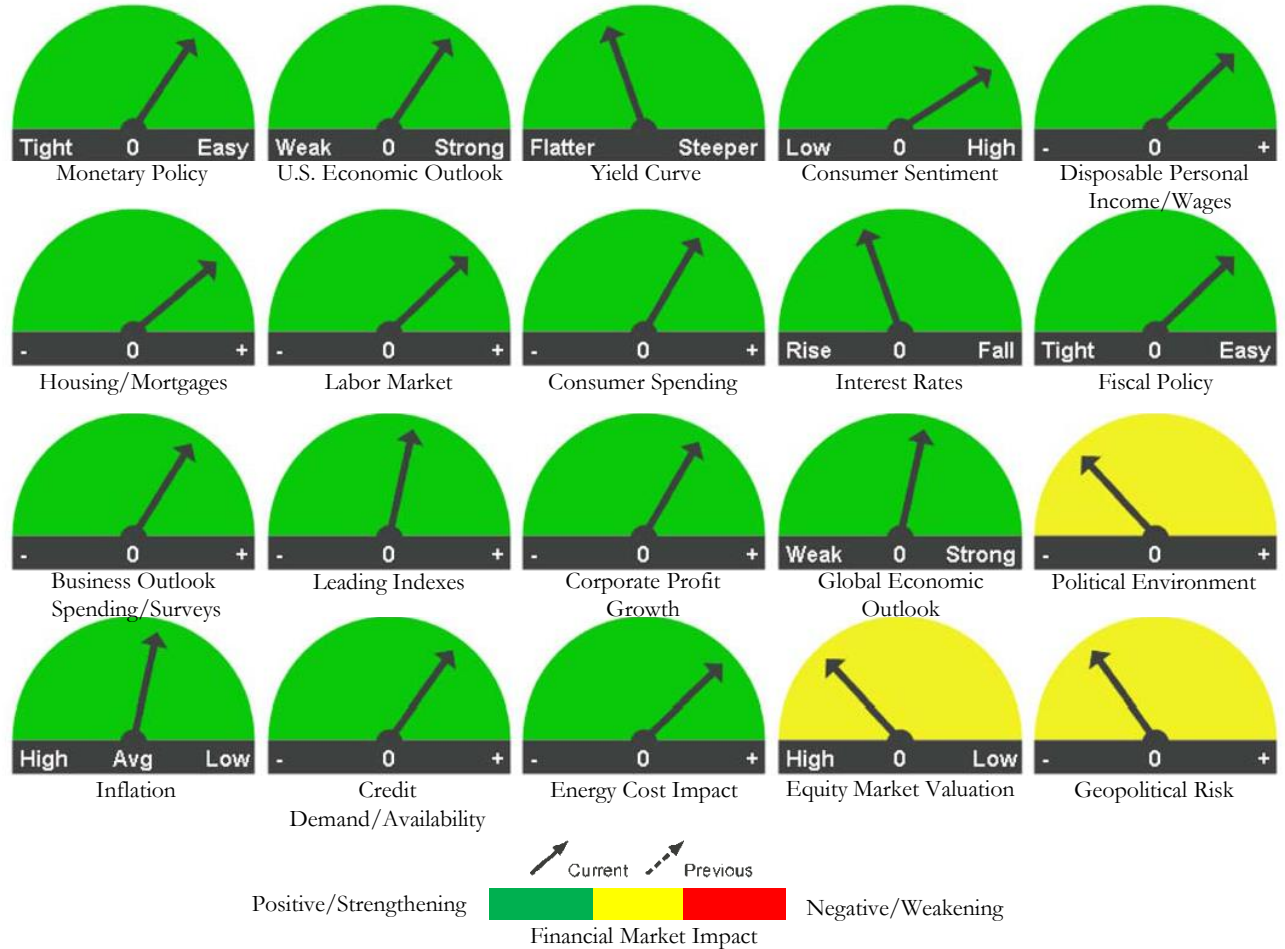 Tight 0 Easy
Weak 0 Strong
Flatter Steeper
Low 0 High
- 0 +
Monetary Policy
U.S. Economic Outlook
Yield Curve
Consumer Sentiment
Disposable Personal
Income/Wages
- 0 +
- 0 +
- 0 +
Rise 0 Fall
Tight 0 Easy
Housing/Mortgages
Labor Market
Consumer Spending
Interest Rates
Fiscal Policy
- 0 +
- 0 +
- 0 +
Weak 0 Strong
- 0 +
Business Outlook
Spending/Surveys
Leading Indexes
Corporate Profit
Growth
Global Economic
Outlook
Political Environment
High Avg Low
- 0 +
- 0 +
High 0 Low
- 0 +
Inflation
Credit
Demand/Availability
Energy Cost Impact
Equity Market Valuation
Geopolitical Risk
Current Previous
Positive/Strengthening
Negative/Weakening
Financial Market Impact